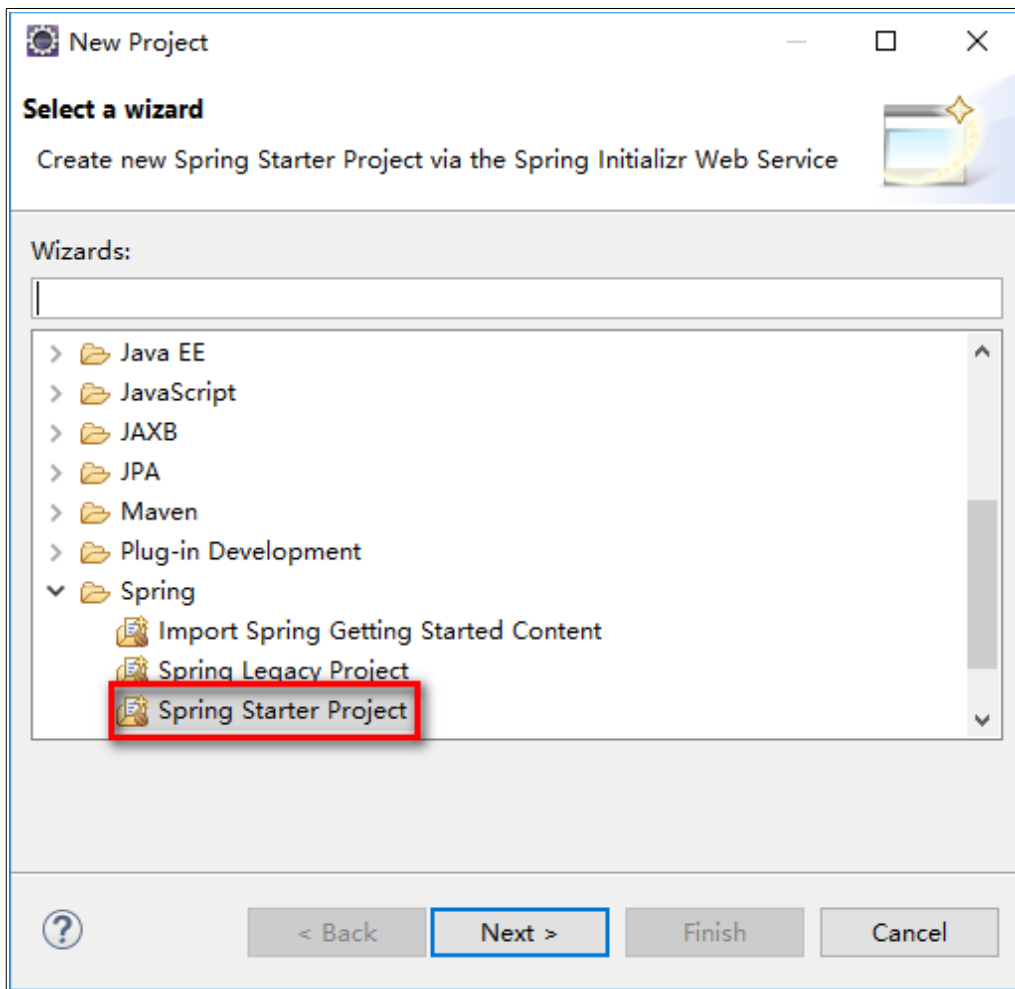 New Project
Select a wizard
Create new Spring Starter Project via the Spring Initializr Web Service
Wizards:
Java EE
JavaScript
JAXB
JPA
Maven
Plug-in Development
Spring
Import Spring Getting Started Content
Spring Legacy Project
Spring Starter Project
?
< Back Next > Finish Cancel